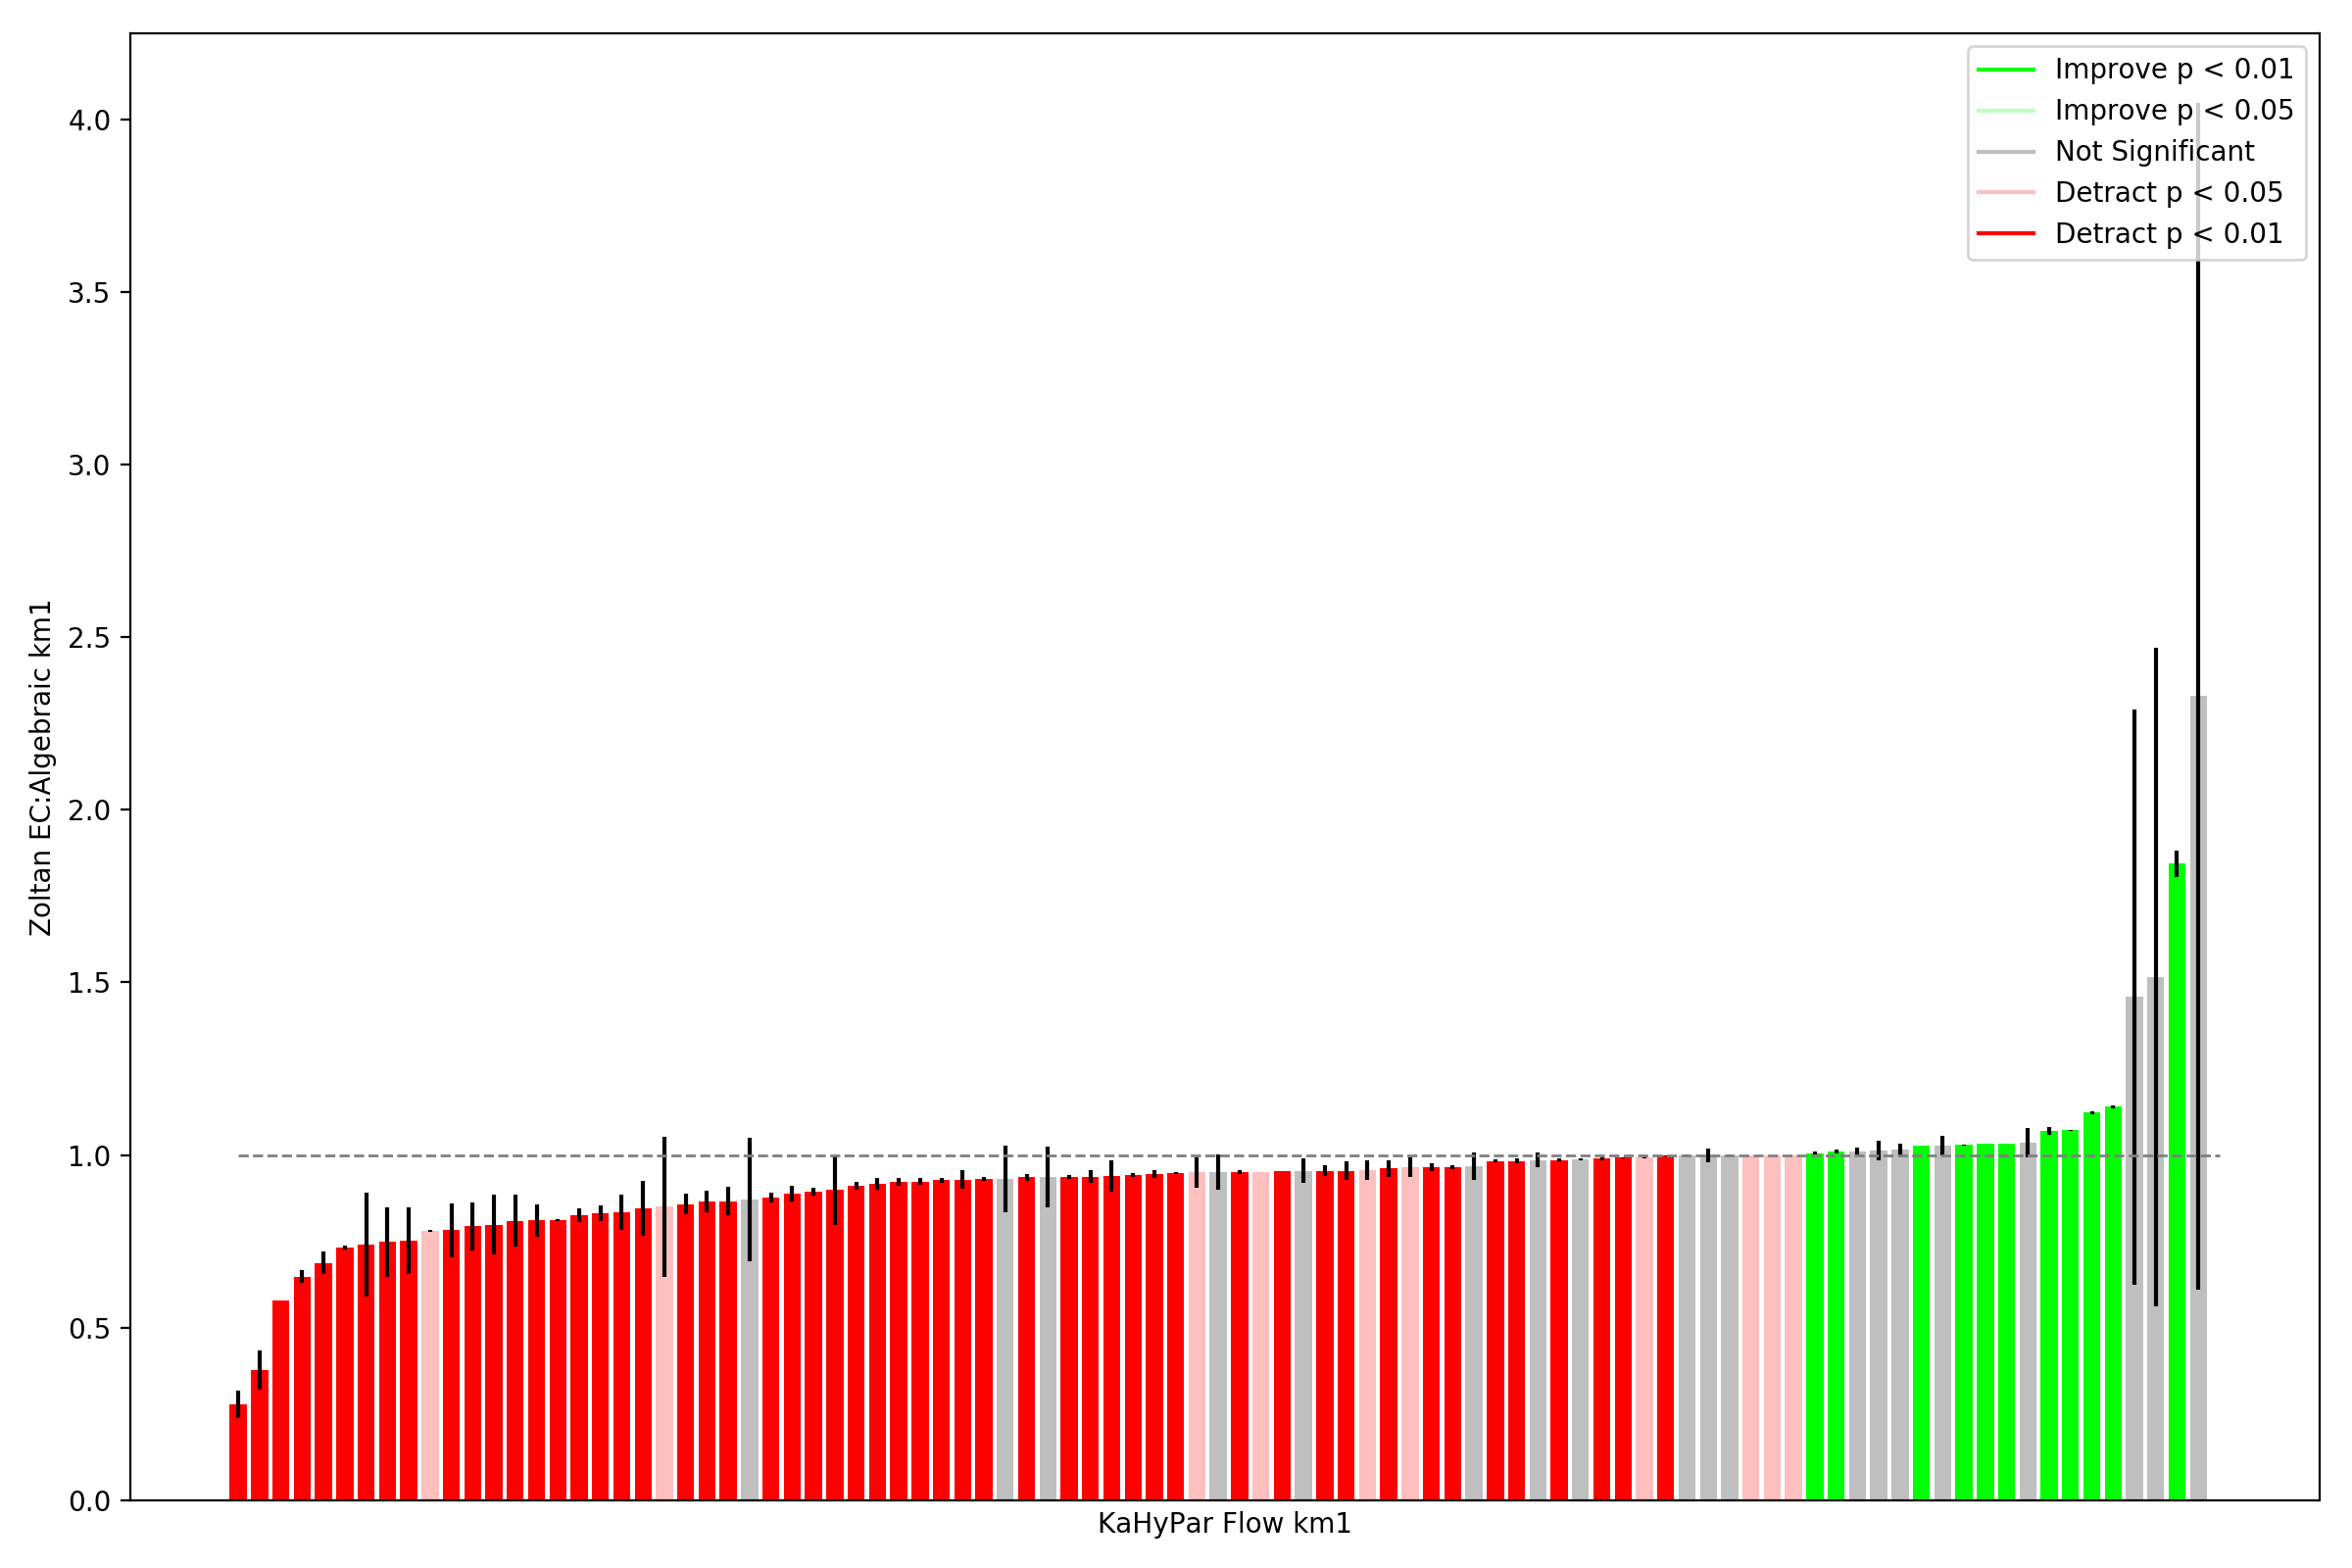 Improve p < 0.01
Improve p < 0.05
Not Significant
Detract p < 0.05
Detract p < 0.01
4.0
3.5
3.0
2.5
2.0
1.5
1.0
0.5
0.0
Zoltan EC:Algebraic km1
KaHyPar Flow km1